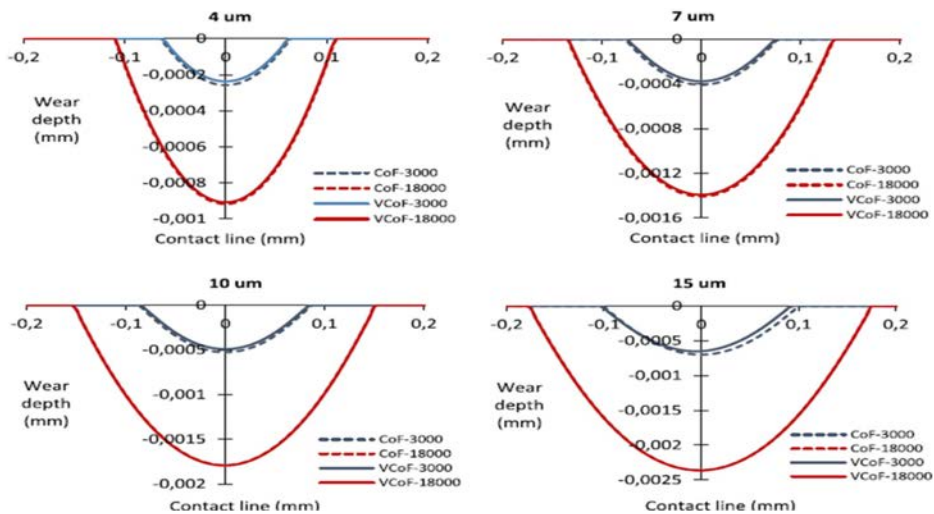 4 um
-0,2 -0,1 0 0,1 0,2
0
-0,0002
-0,0004
-0,0006
-0,0008
-0,001
Wear
depth
(mm)
CoF-3000
CoF-18000
VCoF-3000
VCoF-18000
Contact line (mm)
7 um
-0,2 -0,1 0 0,1 0,2
0
-0,0004
-0,0008
-0,0012
-0,0016
Wear
depth
(mm)
CoF-3000
CoF-18000
VCoF-3000
VCoF-18000
Contact line (mm)
10 um
-0,2 -0,1 0 0,1 0,2
0
-0,0005
-0,001
-0,0015
-0,002
Wear
depth
(mm)
CoF-3000
CoF-18000
VCoF-3000
VCoF-18000
Contact line (mm)
15 um
-0,2 -0,1 0 0,1 0,2
0
-0,0005
-0,001
-0,0015
-0,002
-0,0025
Wear
depth
(mm)
CoF-3000
CoF-18000
VCoF-3000
VCoF-18000
Contact line (mm)